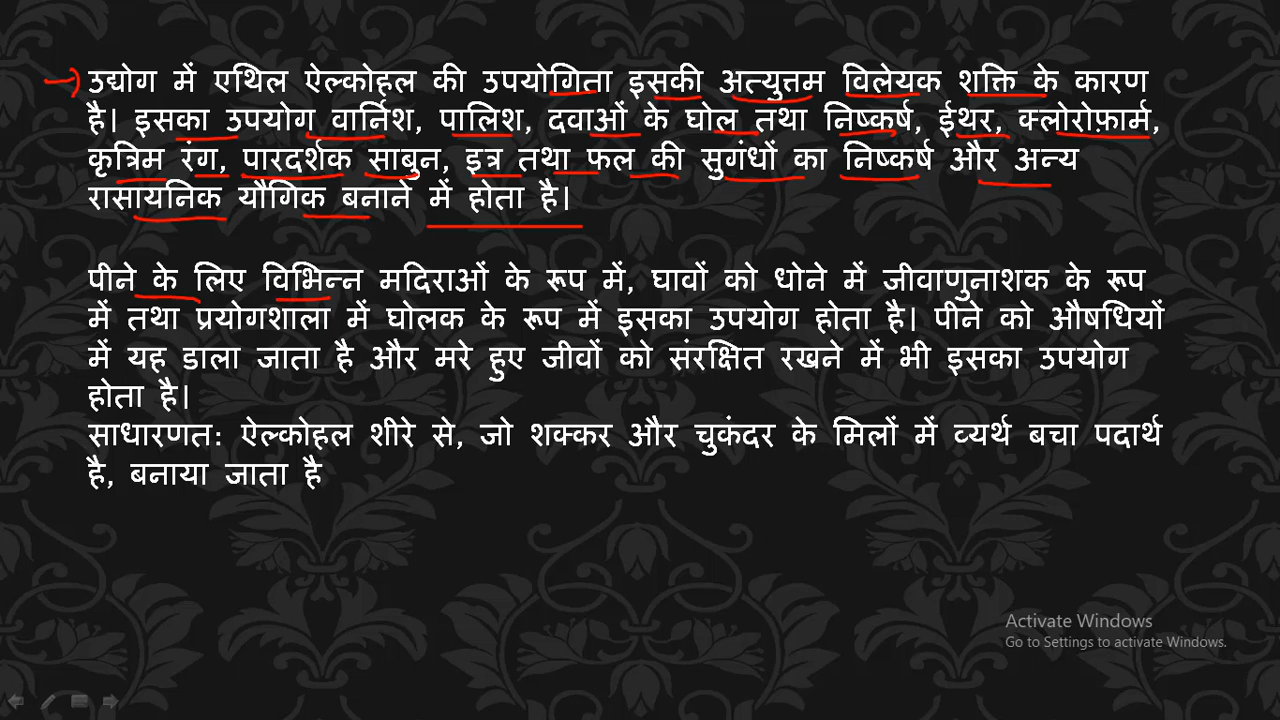 उद्योग में एथिल ऐल्कोहल की उपयोगिता इसकी अत्युत्तम विलेयक शक्ति के कारण
है। इसका उपयोग वार्निश, पालिश, दवाओं के घोल तथा निष्कर्ष, ईथर, क्लोरोफ़ार्म,
कृत्रिम रंग, पारदर्शक साबुन, इत्र तथा फल की सुगंधों का निष्कर्ष और अन्य
रासायनिक यौगिक बनाने में होता है।
पीने के लिए विभिन्न मदिराओं के रूप में, घावों को धोने में जीवाणुनाशक के रूप
में तथा प्रयोगशाला में घोलक के रूप में इसका उपयोग होता है। पीने को औषधियों
में यह डाला जाता है और मरे हुए जीवों को संरक्षित रखने में भी इसका उपयोग
होता है।
साधारणतः ऐल्कोहल शीरे से, जो शक्कर और चुकंदर के मिलों में व्यर्थ बचा पदार्थ
है, बनाया जाता है
Activate Windows
Go to Settings to activate Windows.